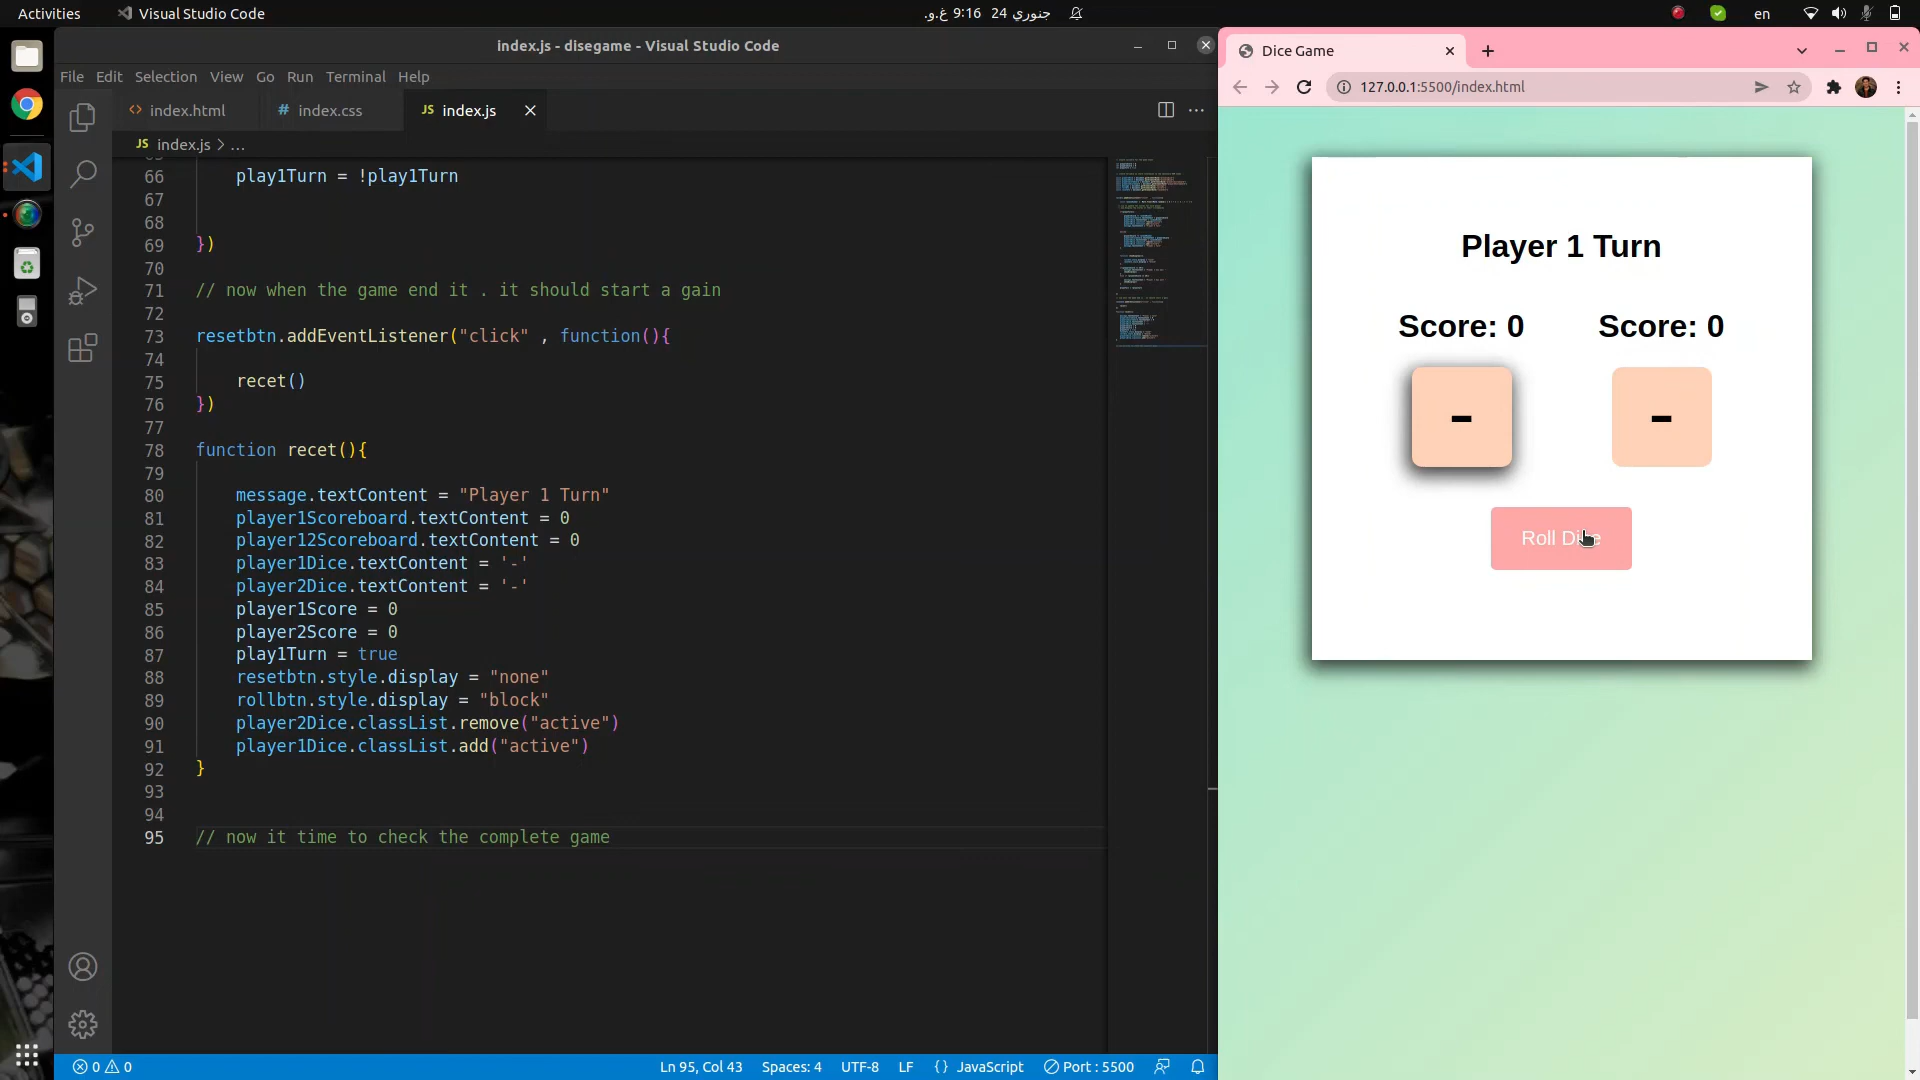 Activities
Visual Studio Code
جنوري 24 9:16 غ.و.
en
index.js - disegame - Visual Studio Code
File Edit Selection View Go Run Terminal Help
index.html
# index.css
JS index.js
JS index.js > ...
66 play1Turn = !play1Turn
67
68
69 })
70
71 // now when the game end it . it should start a gain
72
73 resetbtn.addEventListener("click" , function(){
74
75 recet()
76 })
77
78 function recet(){
79
80 message.textContent = "Player 1 Turn"
81 player1Scoreboard.textContent = 0
82 player12Scoreboard.textContent = 0
83 player1Dice.textContent = '-'
84 player2Dice.textContent = '-'
85 player1Score = 0
86 player2Score = 0
87 play1Turn = true
88 resetbtn.style.display = "none"
89 rollbtn.style.display = "block"
90 player2Dice.classList.remove("active")
91 player1Dice.classList.add("active")
92 }
93
94
95 // now it time to check the complete game
0 0
Ln 95, Col 43 Spaces: 4 UTF-8 LF {} JavaScript Port : 5500
Dice Game
127.0.0.1:5500/index.html
Player 1 Turn
Score: 0 Score: 0
- -
Roll Dice